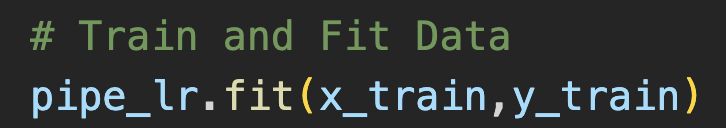 # Train and Fit Data
pipe_lr.fit(x_train,y_train)